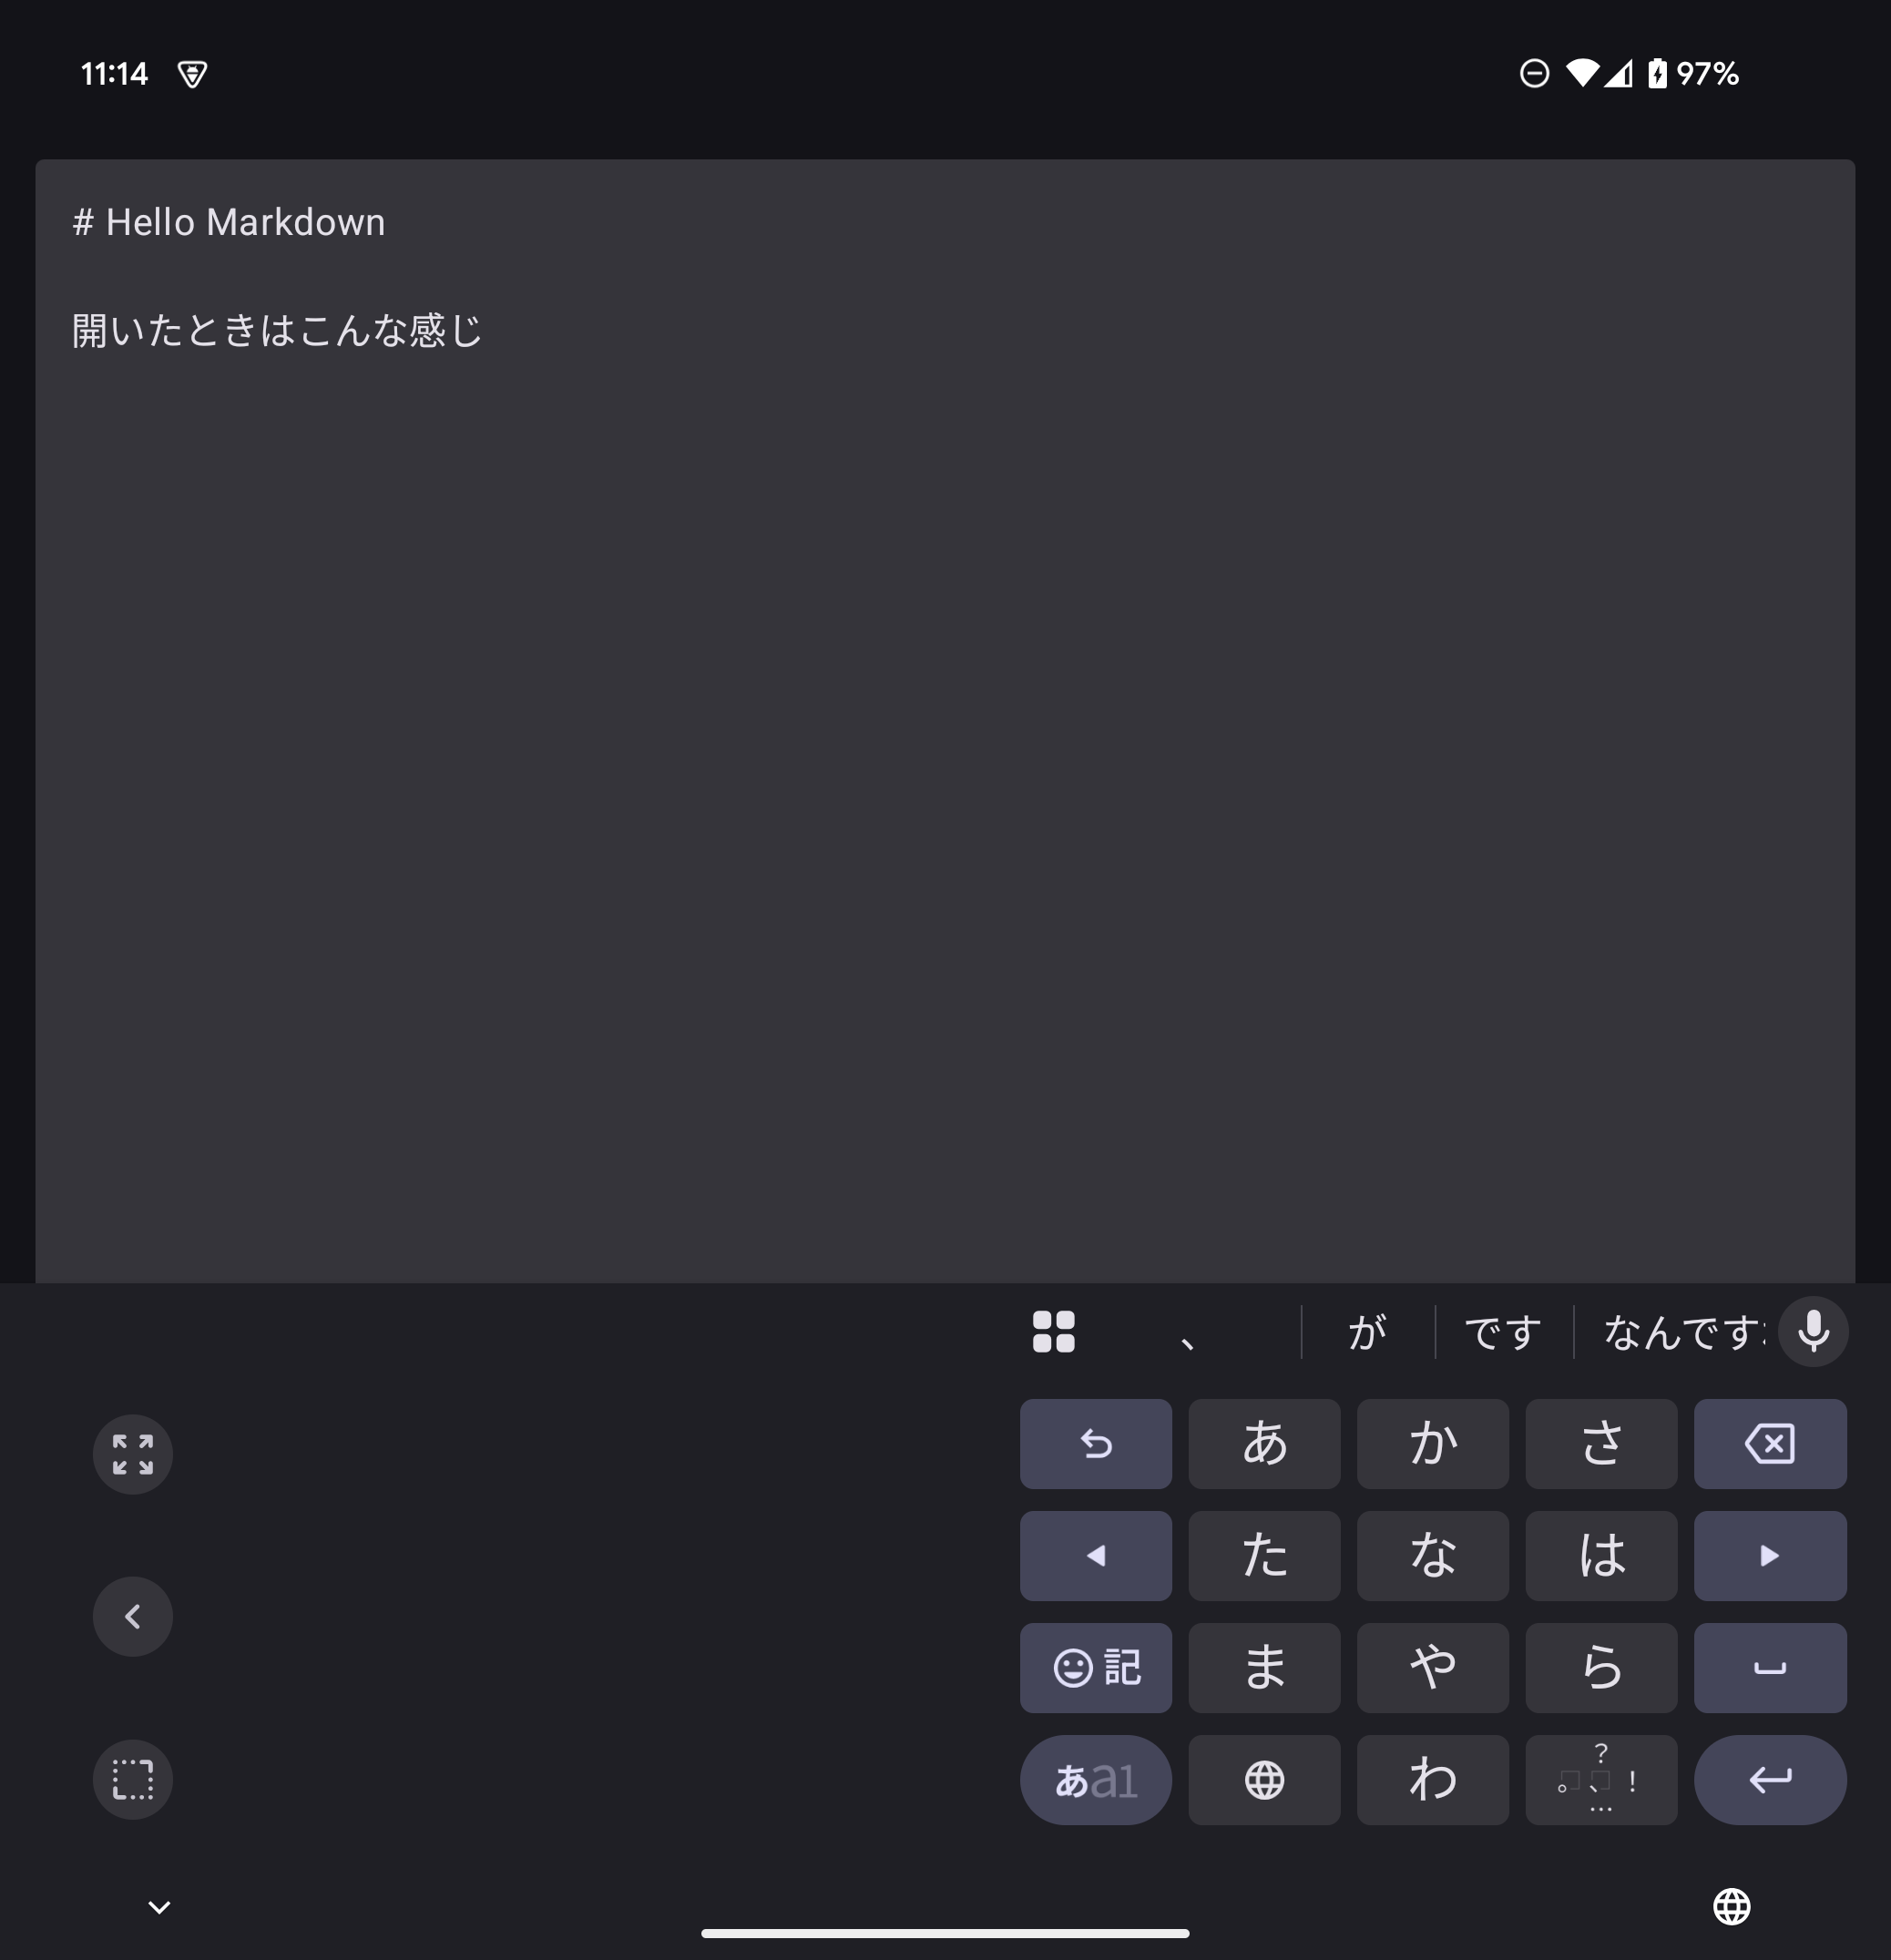 11:14
97%
# Hello Markdown
開いたときはこんな感じ
、 が です なんです
あ か さ
た な は
記 ま や ら
あa1 わ 。、?!…